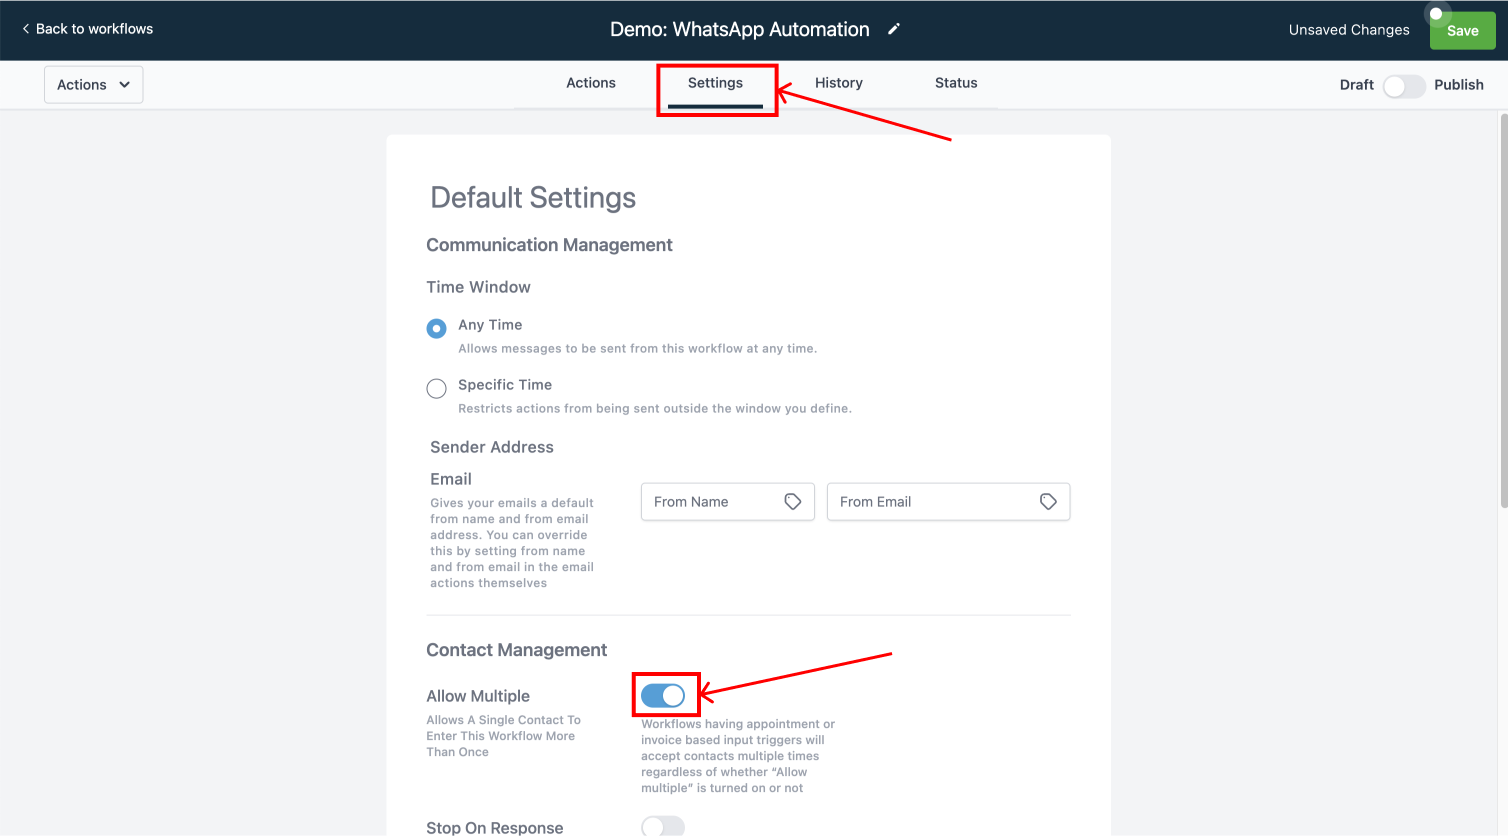 Back to workflows
Demo: WhatsApp Automation
Unsaved Changes
Save
Actions
Actions
Settings
History
Status
Draft
Publish
Default Settings
Communication Management
Time Window
Any Time
Allows messages to be sent from this workflow at any time.
Specific Time
Restricts actions from being sent outside the window you define.
Sender Address
Email
Gives your emails a default
from name and from email
address. You can override
this by setting from name
and from email in the email
actions themselves
From Name
From Email
Contact Management
Allow Multiple
Allows A Single Contact To
Enter This Workflow More
Than Once
Workflows having appointment or
invoice based input triggers will
accept contacts multiple times
regardless of whether “Allow
multiple” is turned on or not
Stop On Response